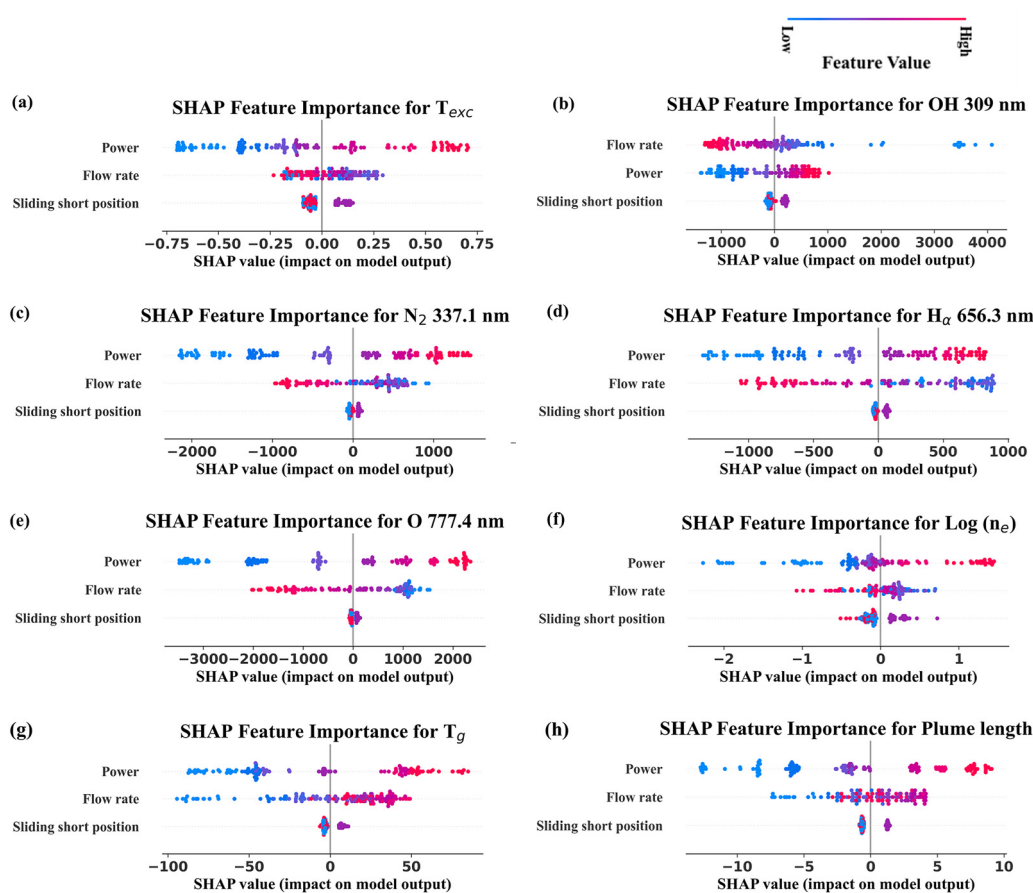 Low
High
Feature Value
(a)
SHAP Feature Importance for T_exc
Power
Flow rate
Sliding short position
−0.75 −0.50 −0.25 0.00 0.25 0.50 0.75
SHAP value (impact on model output)
(b)
SHAP Feature Importance for OH 309 nm
Flow rate
Power
Sliding short position
−1000 0 1000 2000 3000 4000
SHAP value (impact on model output)
(c)
SHAP Feature Importance for N₂ 337.1 nm
Power
Flow rate
Sliding short position
−2000 −1000 0 1000
SHAP value (impact on model output)
(d)
SHAP Feature Importance for H_α 656.3 nm
Power
Flow rate
Sliding short position
−1000 −500 0 500 1000
SHAP value (impact on model output)
(e)
SHAP Feature Importance for O 777.4 nm
Power
Flow rate
Sliding short position
−3000 −2000 −1000 0 1000 2000
SHAP value (impact on model output)
(f)
SHAP Feature Importance for Log (n_e)
Power
Flow rate
Sliding short position
−2 −1 0 1
SHAP value (impact on model output)
(g)
SHAP Feature Importance for T_g
Power
Flow rate
Sliding short position
−100 −50 0 50
SHAP value (impact on model output)
(h)
SHAP Feature Importance for Plume length
Power
Flow rate
Sliding short position
−10 −5 0 5 10
SHAP value (impact on model output)